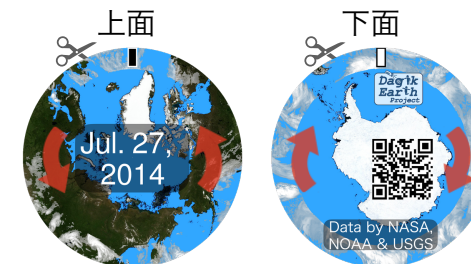 上面
下面
Jul. 27,
2014
Dagik
Earth
Project
Data by NASA,
NOAA & USGS